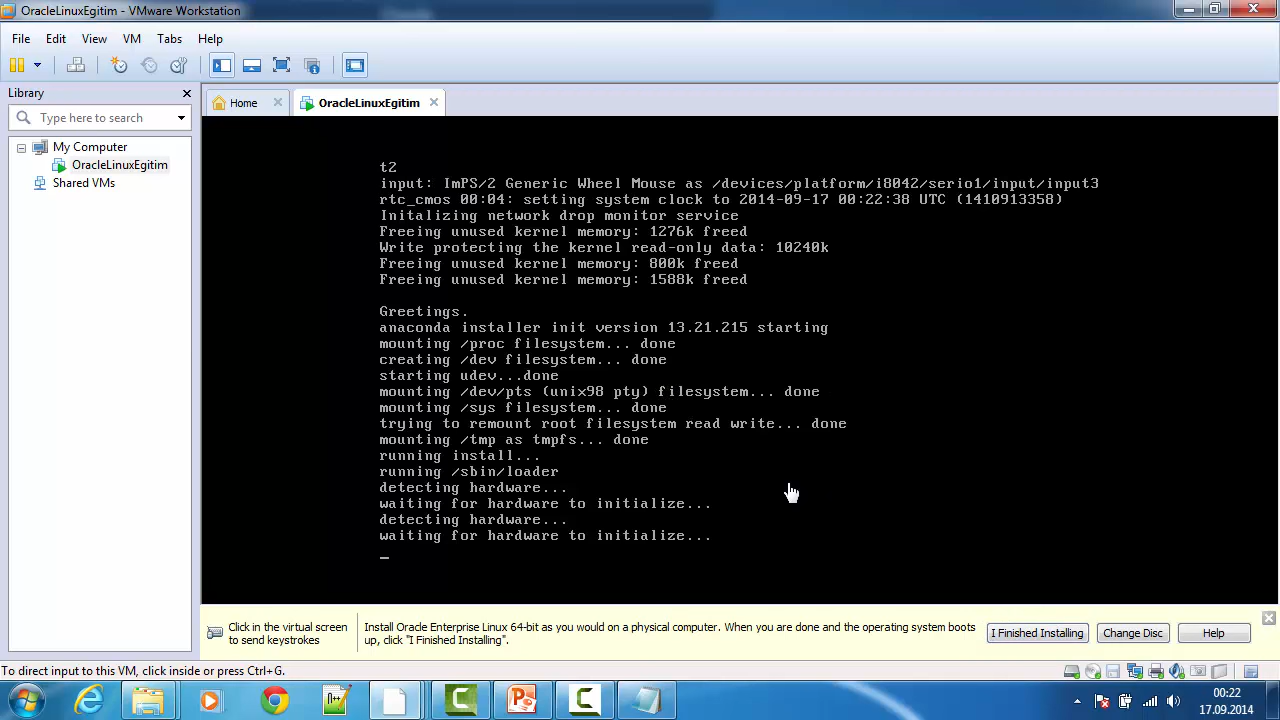 OracleLinuxEgitim - VMware Workstation
File Edit View VM Tabs Help
Library
Type here to search
My Computer
OracleLinuxEgitim
Shared VMs
Home
OracleLinuxEgitim
t2
input: ImPS/2 Generic Wheel Mouse as /devices/platform/i8042/serio1/input/input3
rtc_cmos 00:04: setting system clock to 2014-09-17 00:22:38 UTC (1410913358)
Initalizing network drop monitor service
Freeing unused kernel memory: 1276k freed
Write protecting the kernel read-only data: 10240k
Freeing unused kernel memory: 800k freed
Freeing unused kernel memory: 1588k freed
Greetings.
anaconda installer init version 13.21.215 starting
mounting /proc filesystem... done
creating /dev filesystem... done
starting udev...done
mounting /dev/pts (unix98 pty) filesystem... done
mounting /sys filesystem... done
trying to remount root filesystem read write... done
mounting /tmp as tmpfs... done
running install...
running /sbin/loader
detecting hardware...
waiting for hardware to initialize...
detecting hardware...
waiting for hardware to initialize...
Click in the virtual screen
to send keystrokes
Install Oracle Enterprise Linux 64-bit as you would on a physical computer. When you are done and the operating system boots
up, click "I Finished Installing".
I Finished Installing
Change Disc
Help
To direct input to this VM, click inside or press Ctrl+G.
00:22
17.09.2014